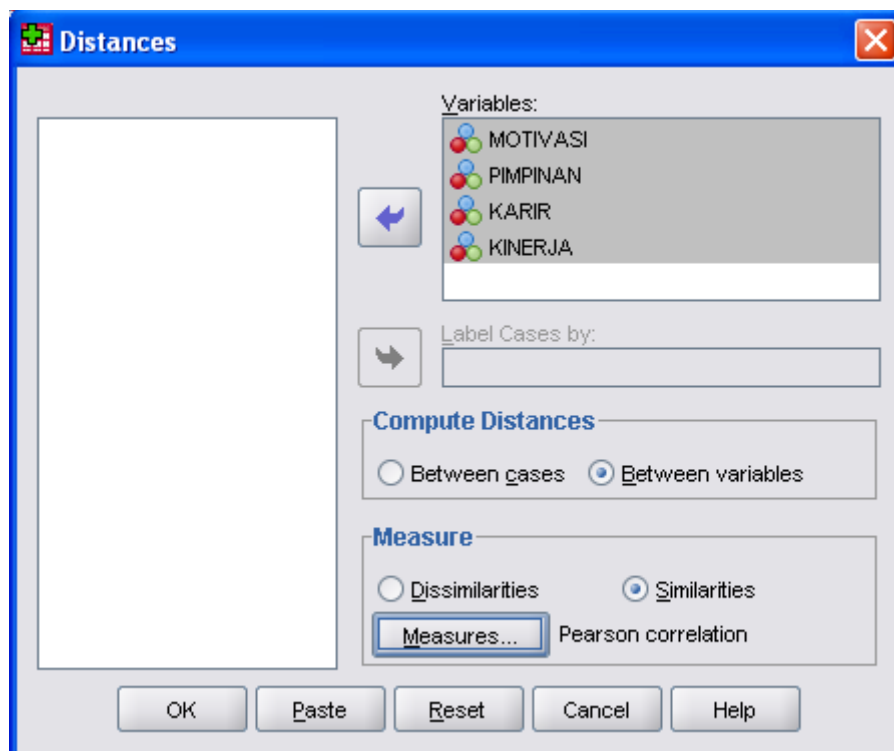 Distances
Variables:
MOTIVASI
PIMPINAN
KARIR
KINERJA
Label Cases by:
Compute Distances
Between cases Between variables
Measure
Dissimilarities Similarities
Measures... Pearson correlation
OK Paste Reset Cancel Help